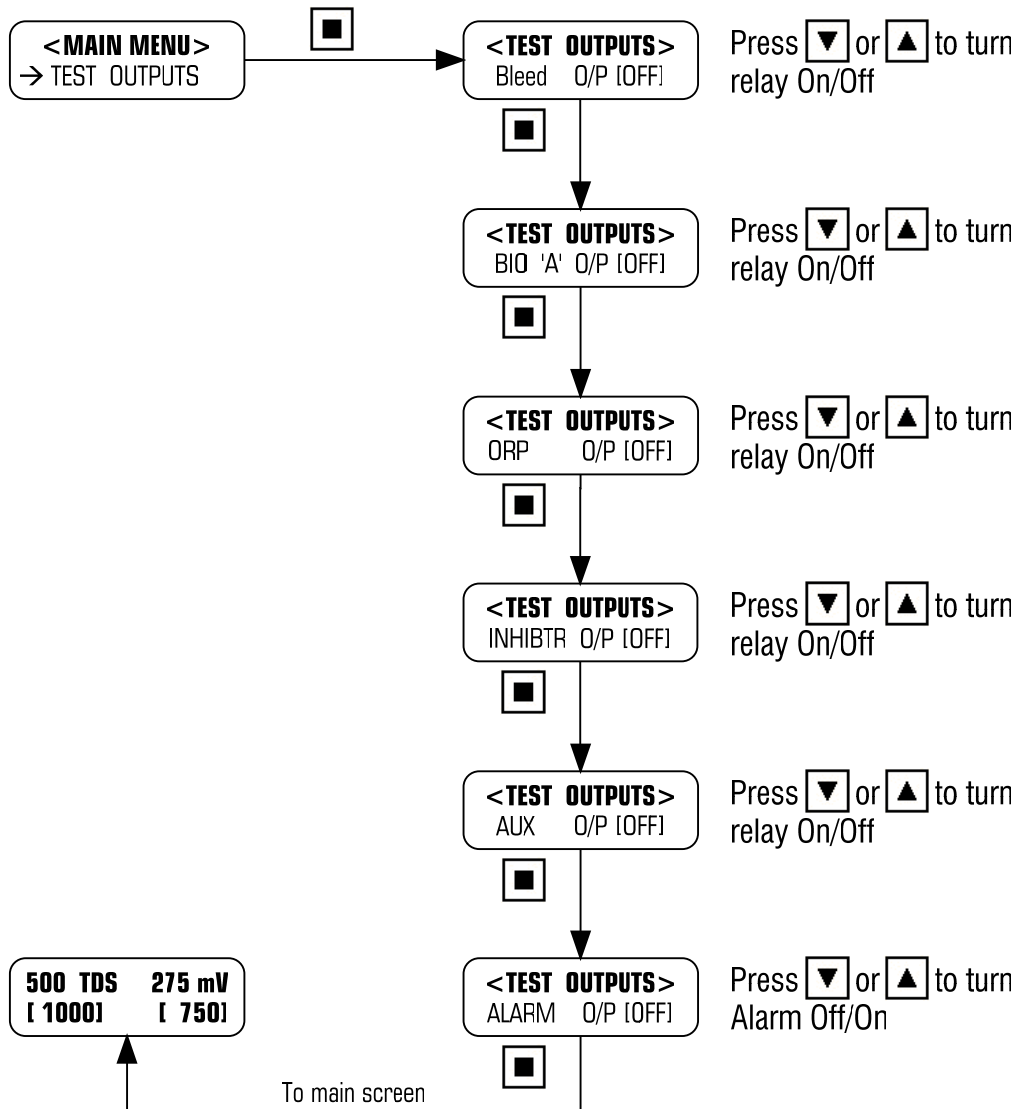 <MAIN MENU>
→ TEST OUTPUTS
<TEST OUTPUTS>
Bleed O/P [OFF]
Press ▼ or ▲ to turn
relay On/Off
<TEST OUTPUTS>
BIO 'A' O/P [OFF]
Press ▼ or ▲ to turn
relay On/Off
<TEST OUTPUTS>
ORP O/P [OFF]
Press ▼ or ▲ to turn
relay On/Off
<TEST OUTPUTS>
INHIBTR O/P [OFF]
Press ▼ or ▲ to turn
relay On/Off
<TEST OUTPUTS>
AUX O/P [OFF]
Press ▼ or ▲ to turn
relay On/Off
500 TDS 275 mV
[ 1000] [ 750]
<TEST OUTPUTS>
ALARM O/P [OFF]
Press ▼ or ▲ to turn
Alarm Off/On
To main screen